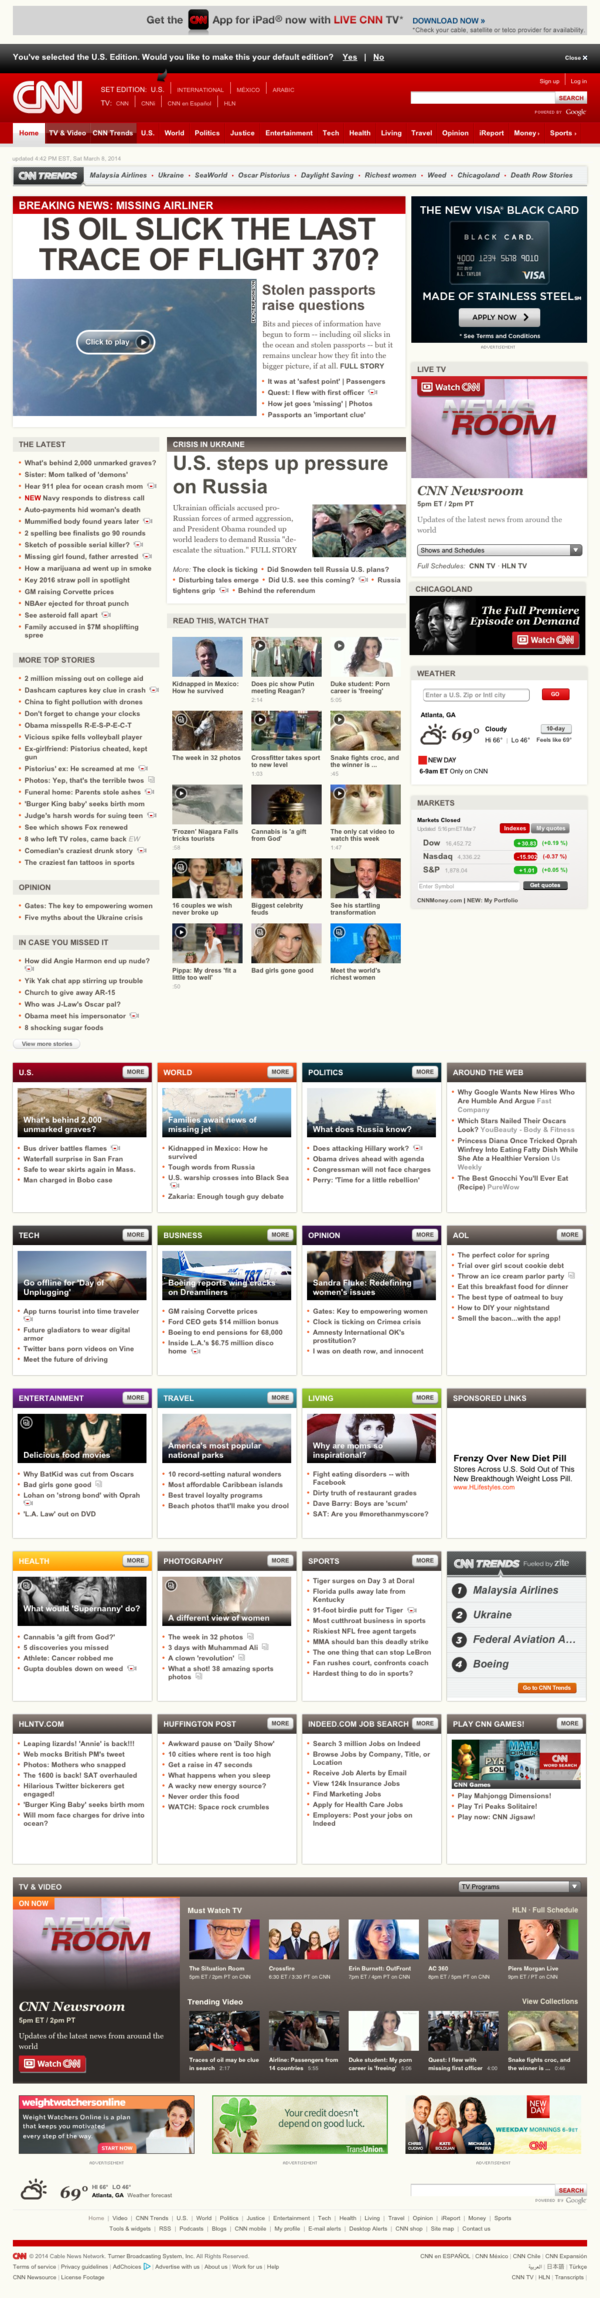 Get the CNN App for iPad® now with LIVE CNN TV* DOWNLOAD NOW »
*Check your cable, satellite or telco provider for availability.
You've selected the U.S. Edition. Would you like to make this your default edition? Yes | No
Close ✕
Sign up | Log in
CNN
SET EDITION: U.S. | INTERNATIONAL | MÉXICO | ARABIC
TV: CNN | CNNi | CNN en Español | HLN
SEARCH
POWERED BY Google
Home TV & Video CNN Trends U.S. World Politics Justice Entertainment Tech Health Living Travel Opinion iReport Money › Sports ›
updated 4:42 PM EST, Sat March 8, 2014
CNN TRENDS Malaysia Airlines • Ukraine • SeaWorld • Oscar Pistorius • Daylight Saving • Richest women • Weed • Chicagoland • Death Row Stories
BREAKING NEWS: MISSING AIRLINER
IS OIL SLICK THE LAST
TRACE OF FLIGHT 370?
Click to play
Stolen passports
raise questions
Bits and pieces of information have
begun to form -- including oil slicks in
the ocean and stolen passports -- but it
remains unclear how they fit into the
bigger picture, if at all. FULL STORY
It was at 'safest point' | Passengers
Quest: I flew with first officer
How jet goes 'missing' | Photos
Passports an 'important clue'
THE NEW VISA® BLACK CARD
BLACK CARD.
4000 1234 5678 9010
A.L. TAYLOR
VISA
MADE OF STAINLESS STEEL SM
APPLY NOW
* See Terms and Conditions
ADVERTISEMENT
LIVE TV
Watch CNN
NEWS
ROOM
CNN Newsroom
5pm ET / 2pm PT
Updates of the latest news from around the
world
Shows and Schedules
Full Schedules: CNN TV · HLN TV
THE LATEST
What's behind 2,000 unmarked graves?
Sister: Mom talked of 'demons'
Hear 911 plea for ocean crash mom
NEW Navy responds to distress call
Auto-payments hid woman's death
Mummified body found years later
2 spelling bee finalists go 90 rounds
Sketch of possible serial killer?
Missing girl found, father arrested
How a marijuana ad went up in smoke
Key 2016 straw poll in spotlight
GM raising Corvette prices
NBAer ejected for throat punch
See asteroid fall apart
Family accused in $7M shoplifting
spree
CRISIS IN UKRAINE
U.S. steps up pressure
on Russia
Ukrainian officials accused pro-
Russian forces of armed aggression,
and President Obama rounded up
world leaders to demand Russia "de-
escalate the situation." FULL STORY
More: The clock is ticking • Did Snowden tell Russia U.S. plans?
• Disturbing tales emerge • Did U.S. see this coming? • Russia
tightens grip • Behind the referendum
READ THIS, WATCH THAT
Kidnapped in Mexico:
How he survived
Does pic show Putin
meeting Reagan?
2:14
Duke student: Porn
career is 'freeing'
5:05
The week in 32 photos
Crossfitter takes sport
to new level
1:03
Snake fights croc, and
the winner is ...
:45
'Frozen' Niagara Falls
tricks tourists
:58
Cannabis is 'a gift
from God'
The only cat video to
watch this week
1:47
16 couples we wish
never broke up
Biggest celebrity
feuds
See his startling
transformation
Pippa: My dress 'fit a
little too well'
:50
Bad girls gone good
Meet the world's
richest women
CHICAGOLAND
The Full Premiere
Episode on Demand
Watch CNN
WEATHER
Enter a U.S. Zip or Intl city
GO
Atlanta, GA
69° Cloudy
Hi 66° Lo 46°
10-day
Feels like 69°
NEW DAY
6-9am ET Only on CNN
MARKETS
Markets Closed
Updated 5:16pm ET Mar 7
Indexes My quotes
Dow 16,452.72 +30.83 (+0.19 %)
Nasdaq 4,336.22 -15.902 (-0.37 %)
S&P 1,878.04 +1.01 (+0.05 %)
Enter Symbol Get quotes
CNNMoney.com | NEW: My Portfolio
MORE TOP STORIES
2 million missing out on college aid
Dashcam captures key clue in crash
China to fight pollution with drones
Don't forget to change your clocks
Obama misspells R-E-S-P-E-C-T
Vicious spike fells volleyball player
Ex-girlfriend: Pistorius cheated, kept
gun
Pistorius' ex: He screamed at me
Photos: Yep, that's the terrible twos
Funeral home: Parents stole ashes
'Burger King baby' seeks birth mom
Judge's harsh words for suing teen
See which shows Fox renewed
8 who left TV roles, came back EW
Comedian's craziest drunk story
The craziest fan tattoos in sports
OPINION
Gates: The key to empowering women
Five myths about the Ukraine crisis
IN CASE YOU MISSED IT
How did Angie Harmon end up nude?
Yik Yak chat app stirring up trouble
Church to give away AR-15
Who was J-Law's Oscar pal?
Obama meet his impersonator
8 shocking sugar foods
View more stories
U.S. MORE
What's behind 2,000
unmarked graves?
Bus driver battles flames
Waterfall surprise in San Fran
Safe to wear skirts again in Mass.
Man charged in Bobo case
WORLD MORE
Families await news of
missing jet
Kidnapped in Mexico: How he
survived
Tough words from Russia
U.S. warship crosses into Black Sea
Zakaria: Enough tough guy debate
POLITICS MORE
What does Russia know?
Does attacking Hillary work?
Obama drives ahead with agenda
Congressman will not face charges
Perry: 'Time for a little rebellion'
AROUND THE WEB
Why Google Wants New Hires Who
Are Humble And Argue Fast
Company
Which Stars Nailed Their Oscars
Look? YouBeauty - Body & Fitness
Princess Diana Once Tricked Oprah
Winfrey Into Eating Fatty Dish While
She Ate a Healthier Version Us
Weekly
The Best Gnocchi You'll Ever Eat
(Recipe) PureWow
TECH MORE
Go offline for 'Day of
Unplugging'
App turns tourist into time traveler
Future gladiators to wear digital
armor
Twitter bans porn videos on Vine
Meet the future of driving
BUSINESS MORE
787
Boeing reports wing cracks
on Dreamliners
GM raising Corvette prices
Ford CEO gets $14 million bonus
Boeing to end pensions for 68,000
Inside L.A.'s $6.75 million disco
home
OPINION MORE
Sandra Fluke: Redefining
women's issues
Gates: Key to empowering women
Clock is ticking on Crimea crisis
Amnesty International OK's
prostitution?
I was on death row, and innocent
AOL
The perfect color for spring
Trial over girl scout cookie debt
Throw an ice cream parlor party
Eat this breakfast food for dinner
The best type of oatmeal to buy
How to DIY your nightstand
Smell the bacon...with the app!
ENTERTAINMENT MORE
Delicious food movies
Why BatKid was cut from Oscars
Bad girls gone good
Lohan on 'strong bond' with Oprah
'L.A. Law' out on DVD
TRAVEL MORE
America's most popular
national parks
10 record-setting natural wonders
Most affordable Caribbean islands
Best travel loyalty programs
Beach photos that'll make you drool
LIVING MORE
Why are moms so
inspirational?
Fight eating disorders -- with
Facebook
Dirty truth of restaurant grades
Dave Barry: Boys are 'scum'
SAT: Are you #morethanmyscore?
SPONSORED LINKS
Frenzy Over New Diet Pill
Stores Across U.S. Sold Out of This
New Breakthrough Weight Loss Pill.
www.HLifestyles.com
HEALTH MORE
What would 'Supernanny' do?
Cannabis 'a gift from God?'
5 discoveries you missed
Athlete: Cancer robbed me
Gupta doubles down on weed
PHOTOGRAPHY MORE
A different view of women
The week in 32 photos
3 days with Muhammad Ali
A clown 'revolution'
What a shot! 38 amazing sports
photos
SPORTS MORE
Tiger surges on Day 3 at Doral
Florida pulls away late from
Kentucky
91-foot birdie putt for Tiger
Most cutthroat business in sports
Riskiest NFL free agent targets
MMA should ban this deadly strike
The one thing that can stop LeBron
Fan rushes court, confronts coach
Hardest thing to do in sports?
CNN TRENDS Fueled by zite
1 Malaysia Airlines
2 Ukraine
3 Federal Aviation A...
4 Boeing
Go to CNN Trends
HLNTV.COM
Leaping lizards! 'Annie' is back!!!
Web mocks British PM's tweet
Photos: Mothers who snapped
The 1600 is back! SAT overhauled
Hilarious Twitter bickerers get
engaged!
'Burger King Baby' seeks birth mom
Will mom face charges for drive into
ocean?
HUFFINGTON POST MORE
Awkward pause on 'Daily Show'
10 cities where rent is too high
Get a raise in 47 seconds
What happens when you sleep
A wacky new energy source?
Never order this food
WATCH: Space rock crumbles
INDEED.COM JOB SEARCH MORE
Search 3 million Jobs on Indeed
Browse Jobs by Company, Title, or
Location
Receive Job Alerts by Email
View 124k Insurance Jobs
Find Marketing Jobs
Apply for Health Care Jobs
Employers: Post your jobs on
Indeed
PLAY CNN GAMES! MORE
CNN
WORD SEARCH
CNN Games
Play Mahjongg Dimensions!
Play Tri Peaks Solitaire!
Play now: CNN Jigsaw!
TV & VIDEO
TV Programs
ON NOW
NEWS
ROOM
CNN Newsroom
5pm ET / 2pm PT
Updates of the latest news from around the
world
Watch CNN
Must Watch TV
HLN · Full Schedule
The Situation Room
5pm ET / 2pm PT on CNN
Crossfire
6:30 ET / 3:30 PT on CNN
Erin Burnett: OutFront
7pm ET / 4pm PT on CNN
AC 360
8pm ET / 5pm PT on CNN
Piers Morgan Live
9pm ET / PT on CNN
Trending Video
View Collections
Traces of oil may be clue
in search 2:17
Airline: Passengers from
14 countries
Duke student: My porn
career is 'freeing' 5:06
Quest: I flew with
missing first officer 4:05
Snake fights croc, and
the winner is ... 0:46
weightwatchersonline
Weight Watchers Online is a plan
that keeps you motivated
every step of the way.
START NOW
Your credit doesn't
depend on good luck.
TransUnion.
NEW
DAY
CHRIS
CUOMO
KATE
BOLDUAN
MICHAELA
PEREIRA
WEEKDAY MORNINGS 6-9ET
CNN
ADVERTISEMENT
ADVERTISEMENT
ADVERTISEMENT
69° HI 66° LO 46°
Atlanta, GA Weather forecast
SEARCH
POWERED BY Google
Home | Video | CNN Trends | U.S. | World | Politics | Justice | Entertainment | Tech | Health | Living | Travel | Opinion | iReport | Money | Sports
Tools & widgets | RSS | Podcasts | Blogs | CNN mobile | My profile | E-mail alerts | Desktop Alerts | CNN shop | Site map | Contact us
CNN © 2014 Cable News Network. Turner Broadcasting System, Inc. All Rights Reserved.
Terms of service | Privacy guidelines | AdChoices | Advertise with us | About us | Work for us | Help
CNN Newsource | License Footage
CNN en ESPAÑOL | CNN México | CNN Chile | CNN Expansión
العربية | 日本語 | Türkçe
CNN TV | HLN | Transcripts